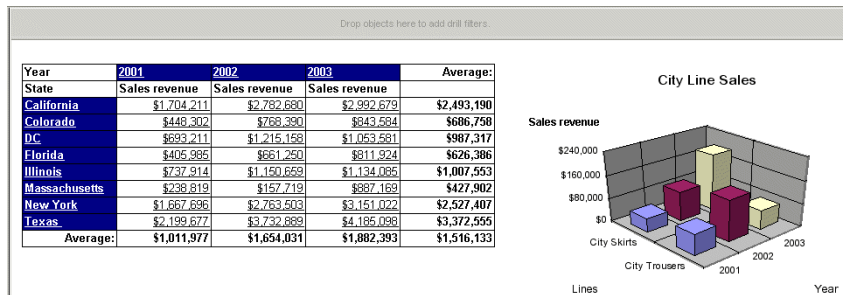 Drop objects here to add drill filters.
Year 2001 2002 2003 Average:
State Sales revenue Sales revenue Sales revenue
California $1,704,211 $2,782,680 $2,992,679 $2,493,190
Colorado $448,302 $768,390 $843,584 $686,758
DC $693,211 $1,215,158 $1,053,581 $987,317
Florida $405,985 $661,250 $811,924 $626,386
Illinois $737,914 $1,150,659 $1,134,085 $1,007,553
Massachusetts $238,819 $157,719 $887,169 $427,902
New York $1,667,696 $2,763,503 $3,151,022 $2,527,407
Texas $2,199,677 $3,732,889 $4,185,098 $3,372,555
Average: $1,011,977 $1,654,031 $1,882,393 $1,516,133
City Line Sales
Sales revenue
$240,000
$160,000
$80,000
$0
City Skirts
City Trousers
2001
2002
2003
Lines
Year